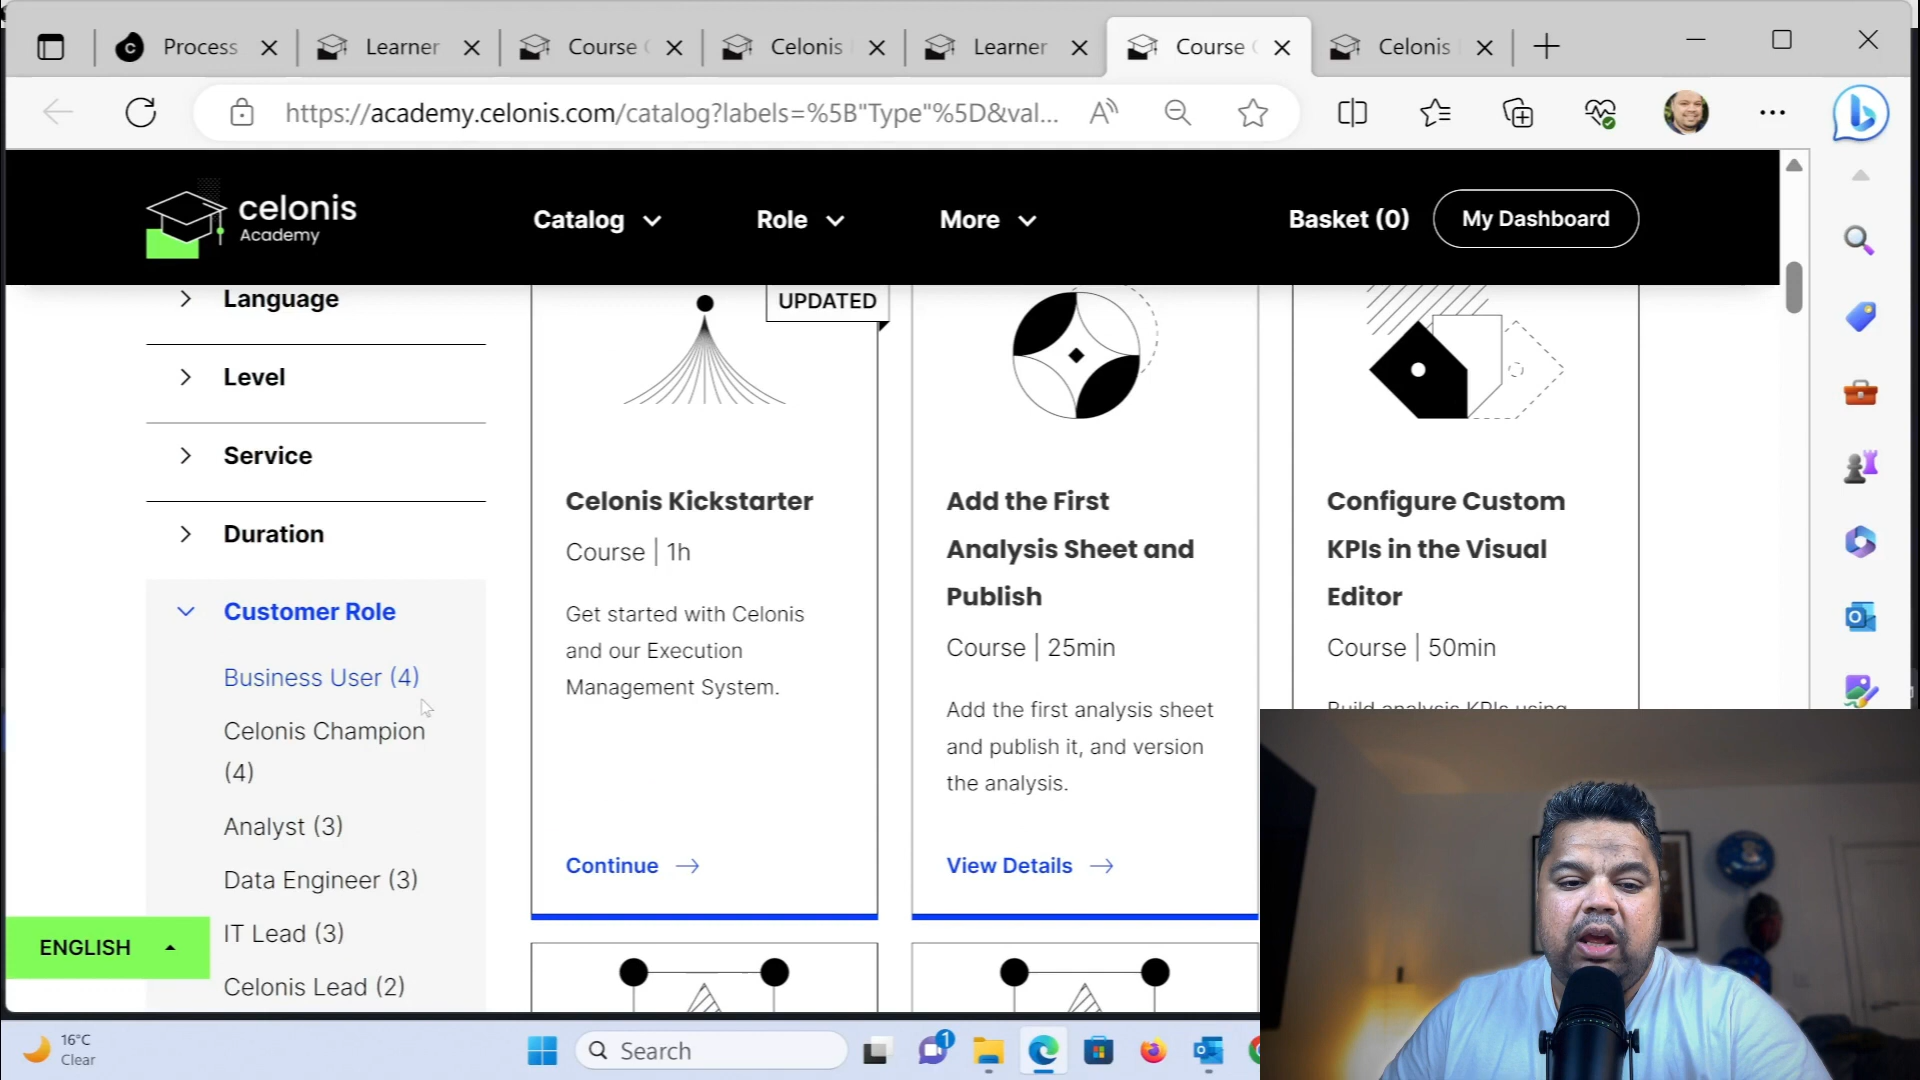 Process
Learner
Course
Celonis
Learner
Course
Celonis
https://academy.celonis.com/catalog?labels=%5B"Type"%5D&val...
celonis
Academy
Catalog
Role
More
Basket (0)
My Dashboard
Language
Level
Service
Duration
Customer Role
Business User (4)
Celonis Champion
(4)
Analyst (3)
Data Engineer (3)
IT Lead (3)
Celonis Lead (2)
ENGLISH
UPDATED
Celonis Kickstarter
Course | 1h
Get started with Celonis
and our Execution
Management System.
Continue
Add the First
Analysis Sheet and
Publish
Course | 25min
Add the first analysis sheet
and publish it, and version
the analysis.
View Details
Configure Custom
KPIs in the Visual
Editor
Course | 50min
Build analysis KPIs using
16°C
Clear
Search
1